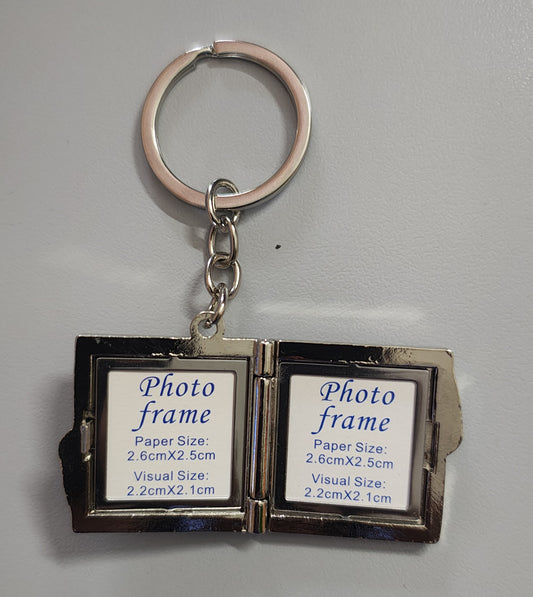 Photo
frame
Paper Size:
2.6cmX2.5cm
Visual Size:
2.2cmX2.1cm
Photo
frame
Paper Size:
2.6cmX2.5cm
Visual Size:
2.2cmX2.1cm